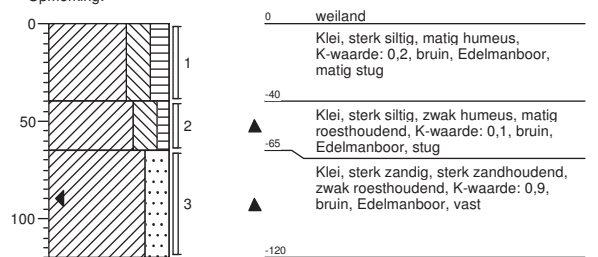 Opmerking:
0
50
100
1
2
3
0 weiland
Klei, sterk siltig, matig humeus,
K-waarde: 0,2, bruin, Edelmanboor,
matig stug
-40
Klei, sterk siltig, zwak humeus, matig
roesthoudend, K-waarde: 0,1, bruin,
Edelmanboor, stug
-65
Klei, sterk zandig, sterk zandhoudend,
zwak roesthoudend, K-waarde: 0,9,
bruin, Edelmanboor, vast
-120